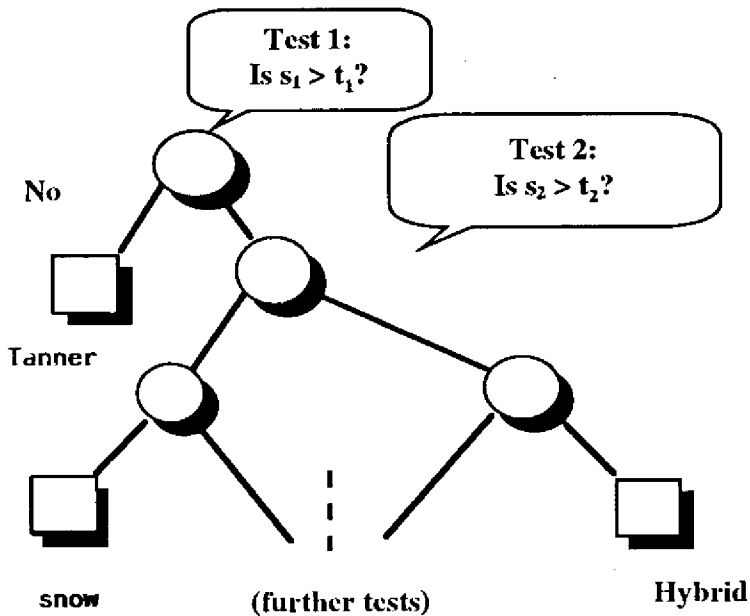 Test 1:
Is s₁ > t₁?
Test 2:
Is s₂ > t₂?
No
Tanner
snow
(further tests)
Hybrid